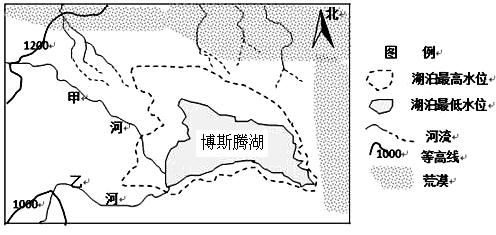 北
1200
甲
河
博斯腾湖
乙
河
1000
图 例
湖泊最高水位
湖泊最低水位
河流
1000
等高线
荒漠